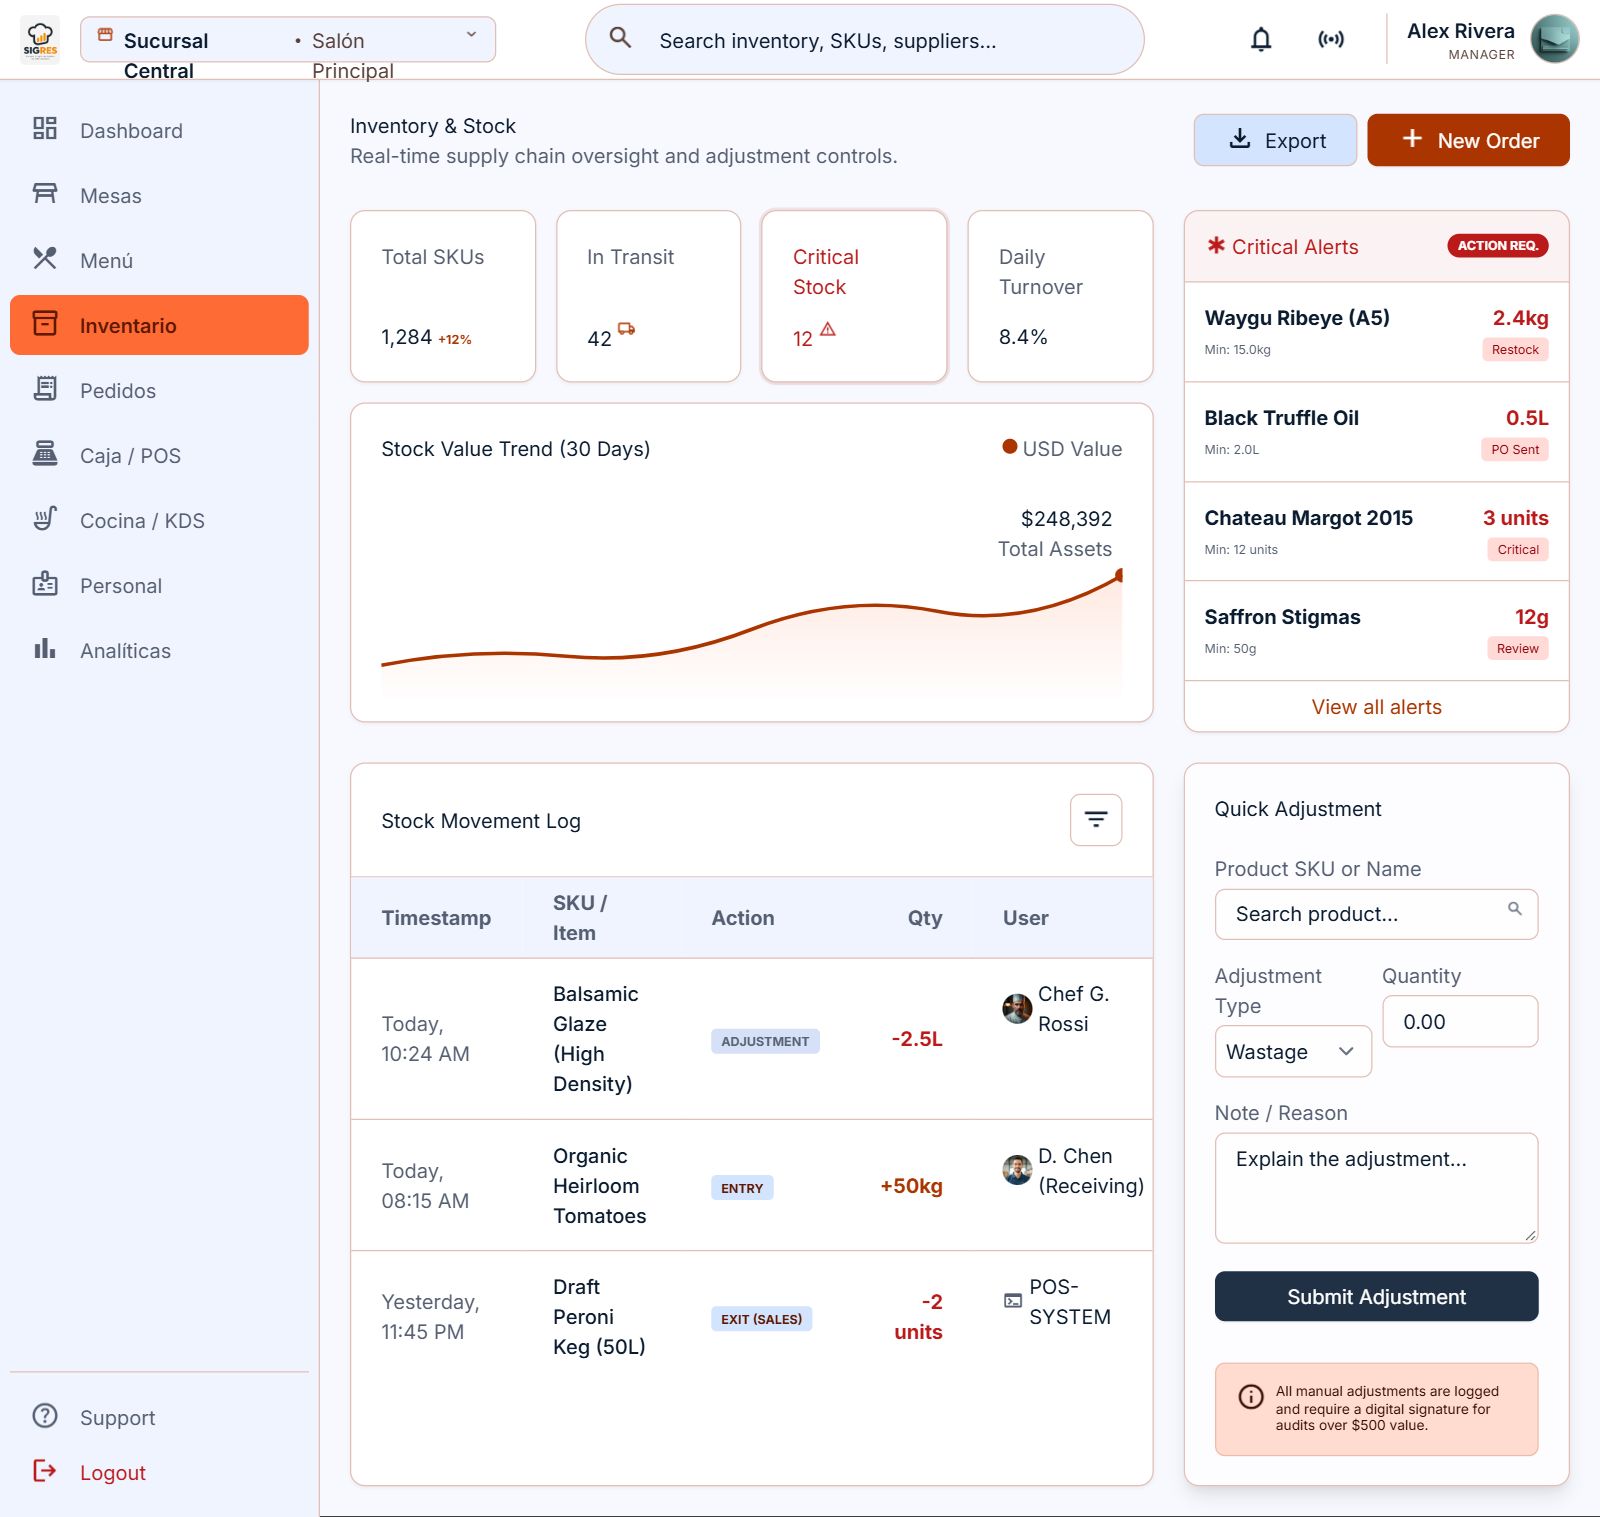 SIGRES
Sucursal Central
• Salón Principal
Search inventory, SKUs, suppliers...
Alex Rivera
MANAGER
Dashboard
Mesas
Menú
Inventario
Pedidos
Caja / POS
Cocina / KDS
Personal
Analíticas
Support
Logout
Inventory & Stock
Real-time supply chain oversight and adjustment controls.
Export
New Order
Total SKUs
1,284 +12%
In Transit
42
Critical
Stock
12
Daily
Turnover
8.4%
Stock Value Trend (30 Days)
USD Value
$248,392
Total Assets
Critical Alerts
ACTION REQ.
Waygu Ribeye (A5)
2.4kg
Min: 15.0kg
Restock
Black Truffle Oil
0.5L
Min: 2.0L
PO Sent
Chateau Margot 2015
3 units
Min: 12 units
Critical
Saffron Stigmas
12g
Min: 50g
Review
View all alerts
Stock Movement Log
Timestamp
SKU /
Item
Action
Qty
User
Today,
10:24 AM
Balsamic
Glaze
(High
Density)
ADJUSTMENT
-2.5L
Chef G.
Rossi
Today,
08:15 AM
Organic
Heirloom
Tomatoes
ENTRY
+50kg
D. Chen
(Receiving)
Yesterday,
11:45 PM
Draft
Peroni
Keg (50L)
EXIT (SALES)
-2
units
POS-
SYSTEM
Quick Adjustment
Product SKU or Name
Search product...
Adjustment
Type
Wastage
Quantity
0.00
Note / Reason
Explain the adjustment...
Submit Adjustment
All manual adjustments are logged
and require a digital signature for
audits over $500 value.